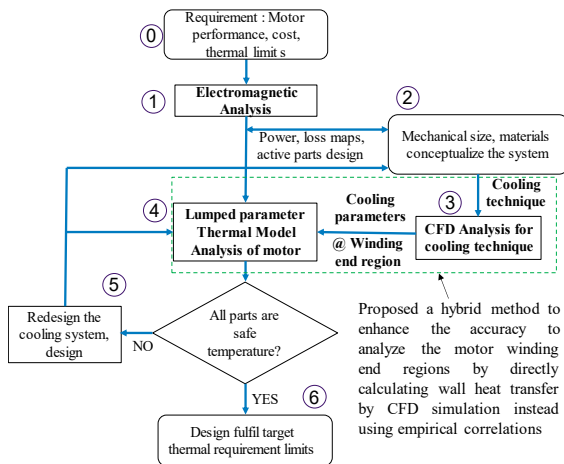 0
Requirement : Motor
performance, cost,
thermal limits
1
Electromagnetic
Analysis
2
Power, loss maps,
active parts design
Mechanical size, materials
conceptualize the system
Cooling
technique
3
CFD Analysis for
cooling technique
Cooling
parameters
@ Winding
end region
4
Lumped parameter
Thermal Model
Analysis of motor
5
Redesign the
cooling system,
design
NO
All parts are
safe
temperature?
YES
6
Design fulfil target
thermal requirement limits
Proposed a hybrid method to
enhance the accuracy to
analyze the motor winding
end regions by directly
calculating wall heat transfer
by CFD simulation instead
using empirical correlations